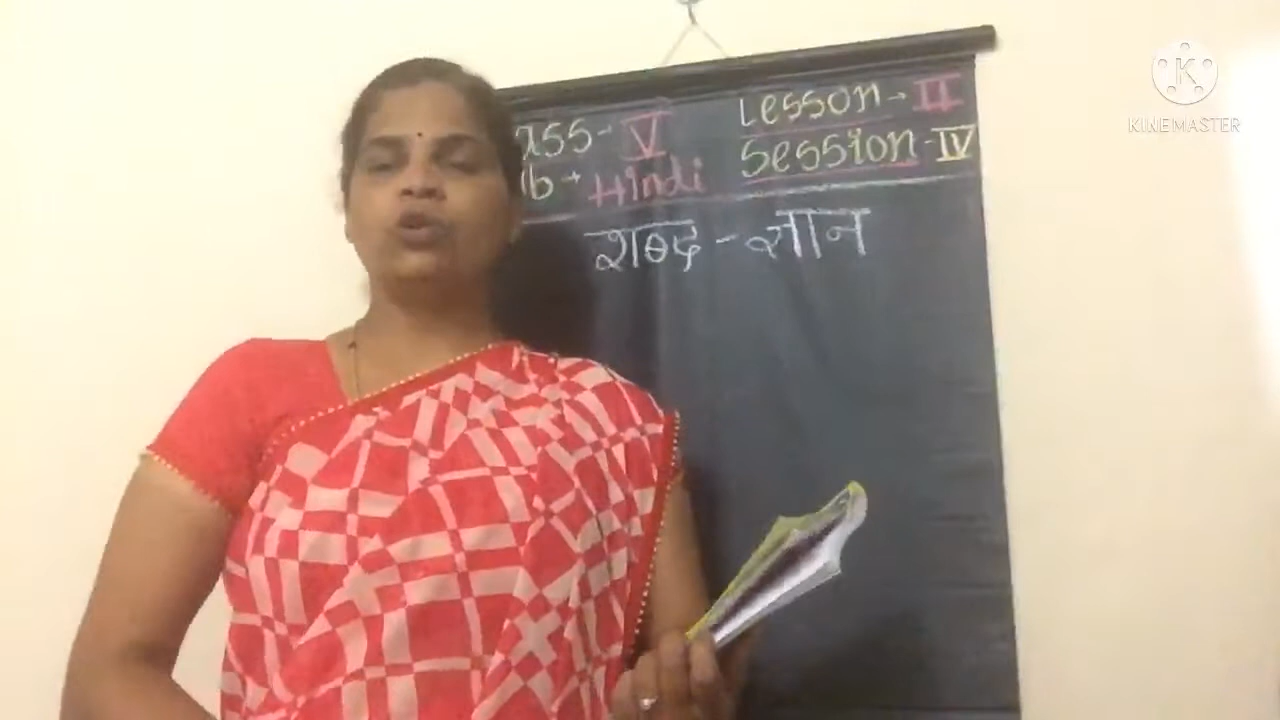 ass - V Lesson → II
b → Hindi Session - IV
शब्द - ज्ञान
K
KINEMASTER